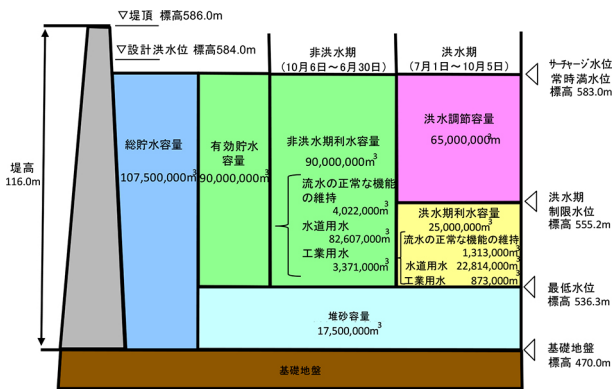 ▽堤頂 標高586.0m
▽設計洪水位 標高584.0m
非洪水期
(10月6日～6月30日)
洪水期
(7月1日～10月5日)
サーチャージ水位
常時満水位
標高 583.0m
堤高
116.0m
総貯水容量
107,500,000m3
有効貯水
容量
90,000,000m3
非洪水期利水容量
90,000,000m3
流水の正常な機能
の維持
4,022,000m3
水道用水
82,607,000m3
工業用水
3,371,000m3
洪水調節容量
65,000,000m3
洪水期
制限水位
標高 555.2m
洪水期利水容量
25,000,000m3
流水の正常な機能の維持
1,313,000m3
水道用水 22,814,000m3
工業用水 873,000m3
最低水位
標高 536.3m
堆砂容量
17,500,000m3
基礎地盤
標高 470.0m
基礎地盤